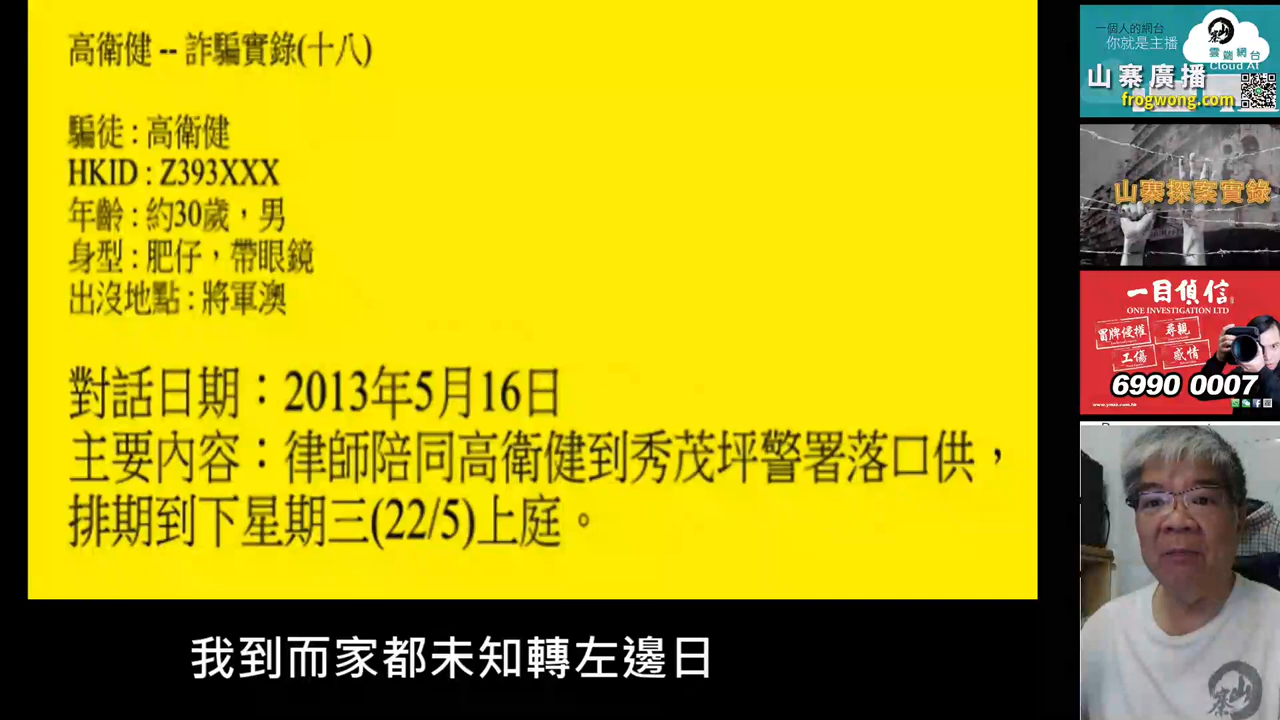 高衛健 -- 詐騙實錄(十八)
騙徒 : 高衛健
HKID : Z393XXX
年齡 : 約30歲，男
身型 : 肥仔，帶眼鏡
出沒地點 : 將軍澳
對話日期：2013年5月16日
主要內容：律師陪同高衛健到秀茂坪警署落口供，
排期到下星期三(22/5)上庭。
我到而家都未知轉左邊日
一個人的網台
你就是主播
雲端網台
Cloud AI
山寨廣播
frogwong.com
山寨探案實錄
一目偵信
ONE INVESTIGATION LTD
冒牌侵權
尋親
工傷
感情
6990 0007
山寨